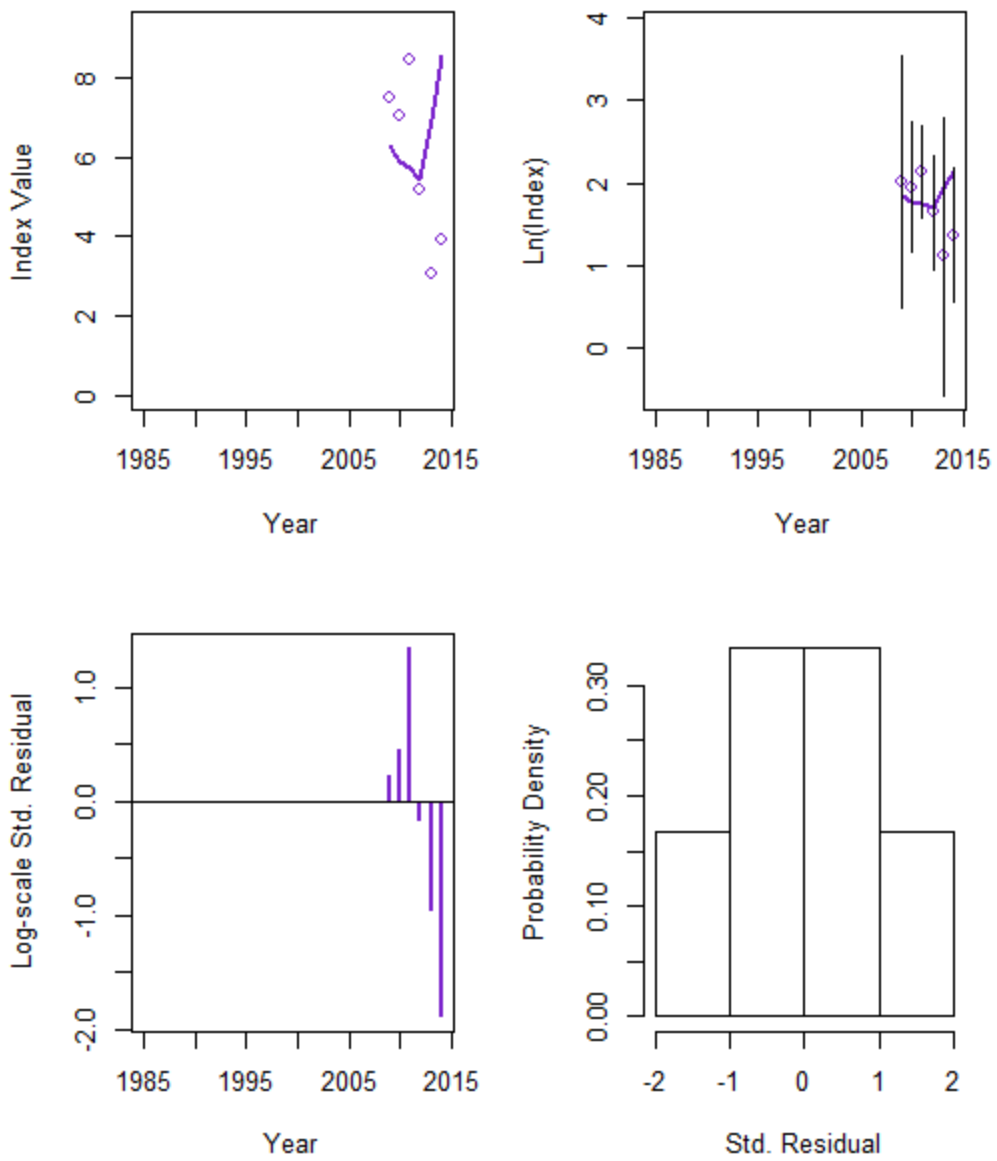 Index Value
8
6
4
2
0
1985 1995 2005 2015
Year
Ln(Index)
4
3
2
1
0
1985 1995 2005 2015
Year
Log-scale Std. Residual
1.0
0.0
-1.0
-2.0
1985 1995 2005 2015
Year
Probability Density
0.30
0.20
0.10
0.00
-2 -1 0 1 2
Std. Residual